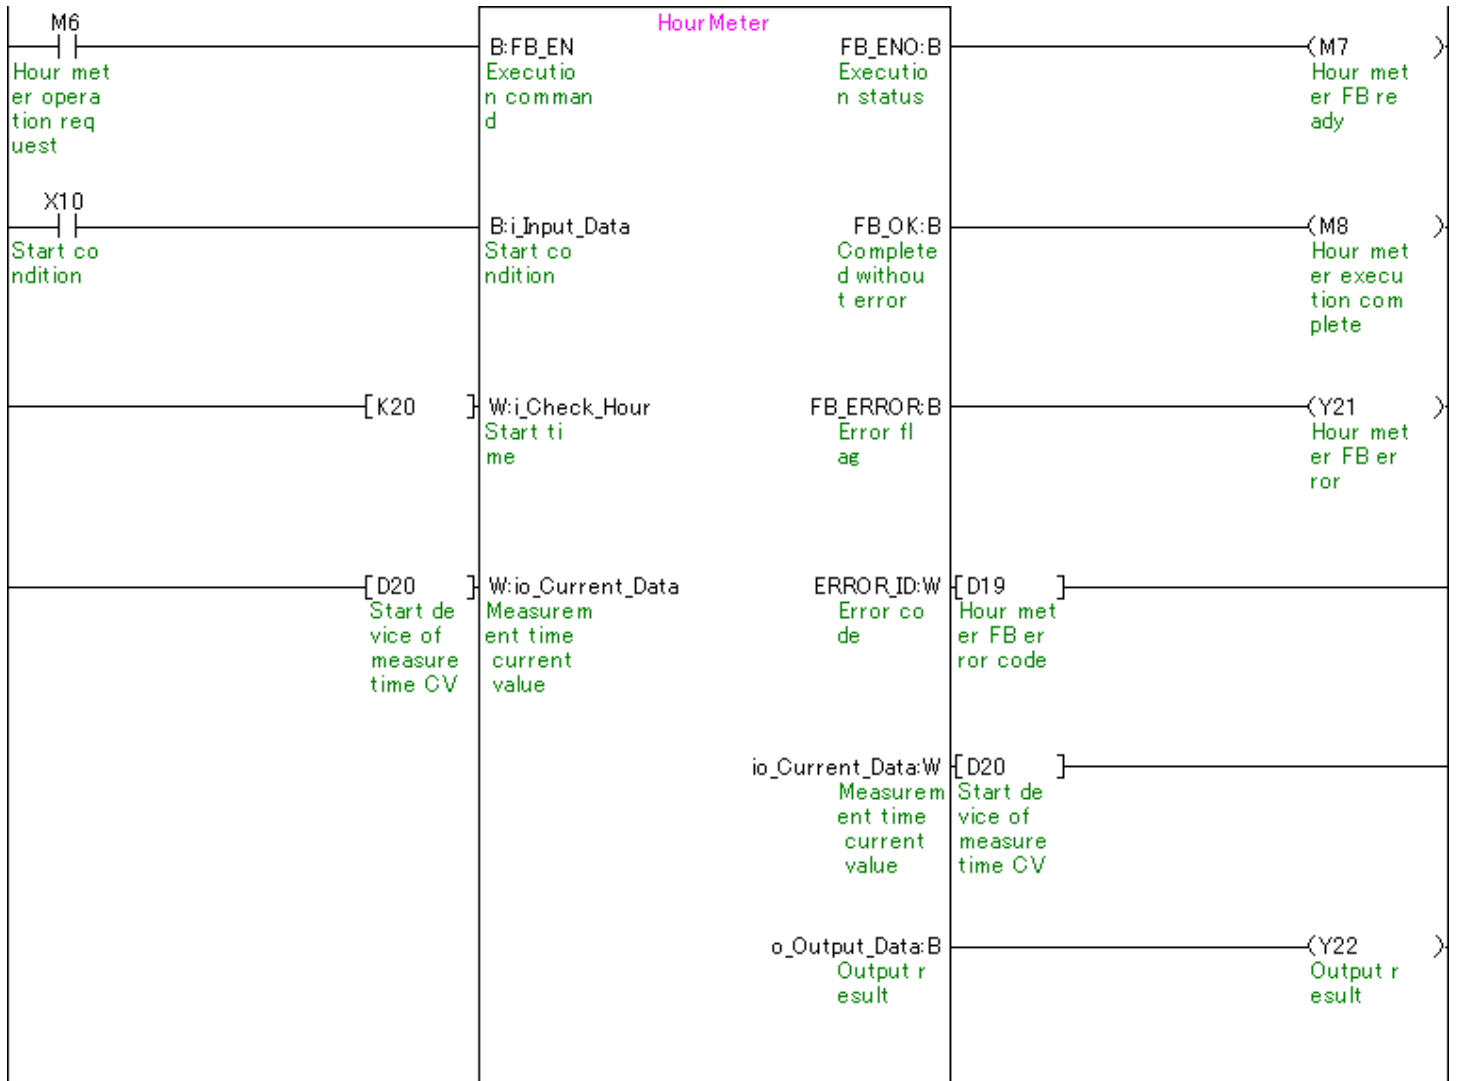 HourMeter
M6
B:FB_EN
FB_ENO:B
(M7 )
Hour met
er opera
tion req
uest
Executio
n comman
d
Executio
n status
Hour met
er FB re
ady
X10
B:i_Input_Data
FB_OK:B
(M8 )
Start co
ndition
Start co
ndition
Complete
d withou
t error
Hour met
er execu
tion com
plete
[K20 ]
W:i_Check_Hour
FB_ERROR:B
(Y21 )
Start ti
me
Error fl
ag
Hour met
er FB er
ror
[D20 ]
W:io_Current_Data
ERROR_ID:W
[D19 ]
Start de
vice of
measure
time CV
Measurem
ent time
current
value
Error co
de
Hour met
er FB er
ror code
io_Current_Data:W
[D20 ]
Measurem
ent time
current
value
Start de
vice of
measure
time CV
o_Output_Data:B
(Y22 )
Output r
esult
Output r
esult